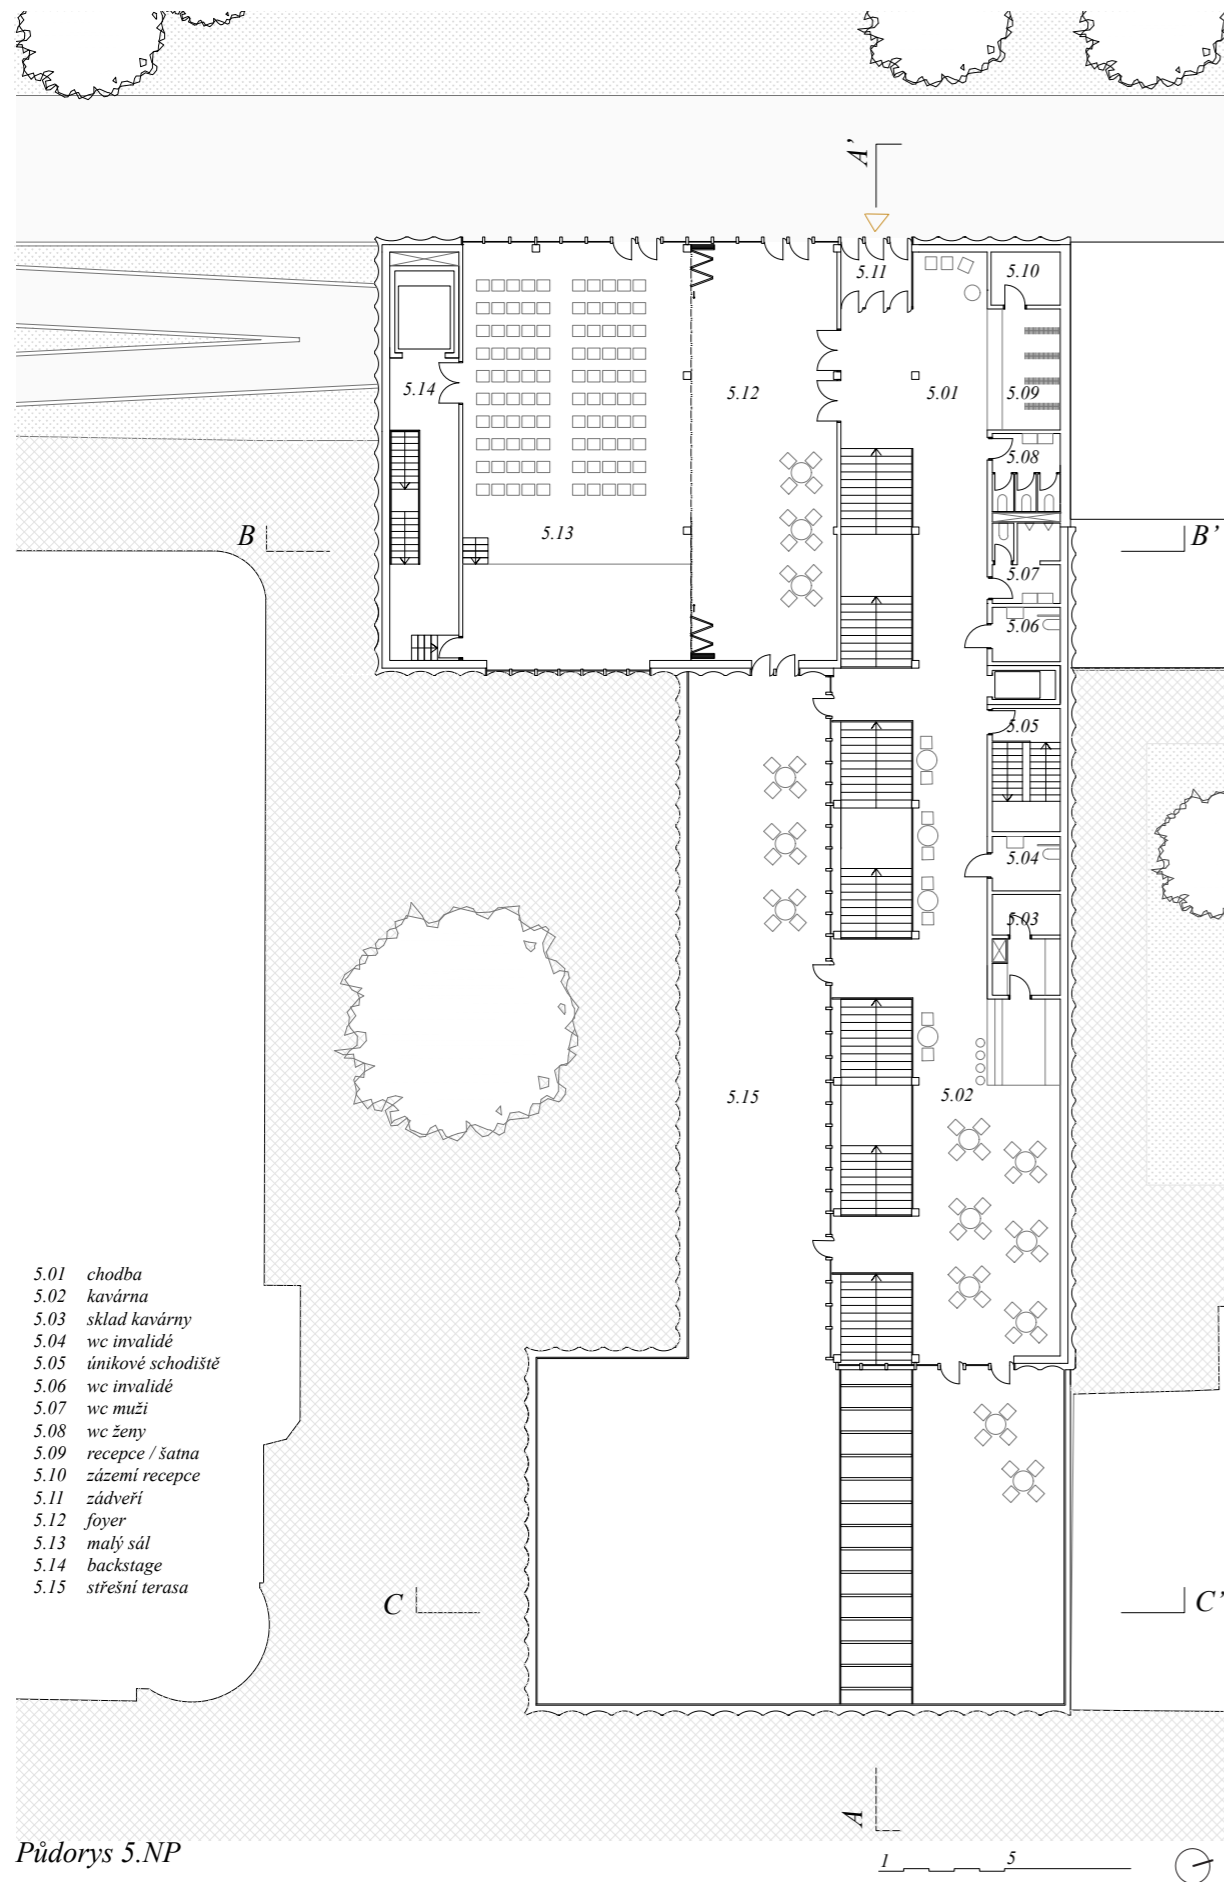 A’
5.11
5.10
5.14
5.12
5.01
5.09
5.08
B
5.13
B’
5.07
5.06
5.05
5.04
5.03
5.15
5.02
5.01 chodba
5.02 kavárna
5.03 sklad kavárny
5.04 wc invalidé
5.05 únikové schodiště
5.06 wc invalidé
5.07 wc muži
5.08 wc ženy
5.09 recepce / šatna
5.10 zázemí recepce
5.11 zádveří
5.12 foyer
5.13 malý sál
5.14 backstage
5.15 střešní terasa
C
C’
A
Půdorys 5.NP
1 5